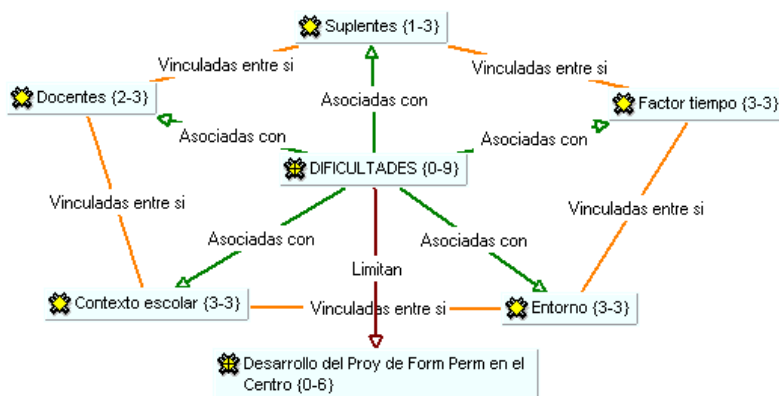 Suplentes {1-3}
Vinculadas entre si
Vinculadas entre si
Docentes {2-3}
Asociadas con
Factor tiempo {3-3}
Asociadas con
Asociadas con
DIFICULTADES {0-9}
Vinculadas entre si
Vinculadas entre si
Asociadas con
Asociadas con
Limitan
Contexto escolar {3-3}
Vinculadas entre si
Entorno {3-3}
Desarrollo del Proy de Form Perm en el
Centro {0-6}